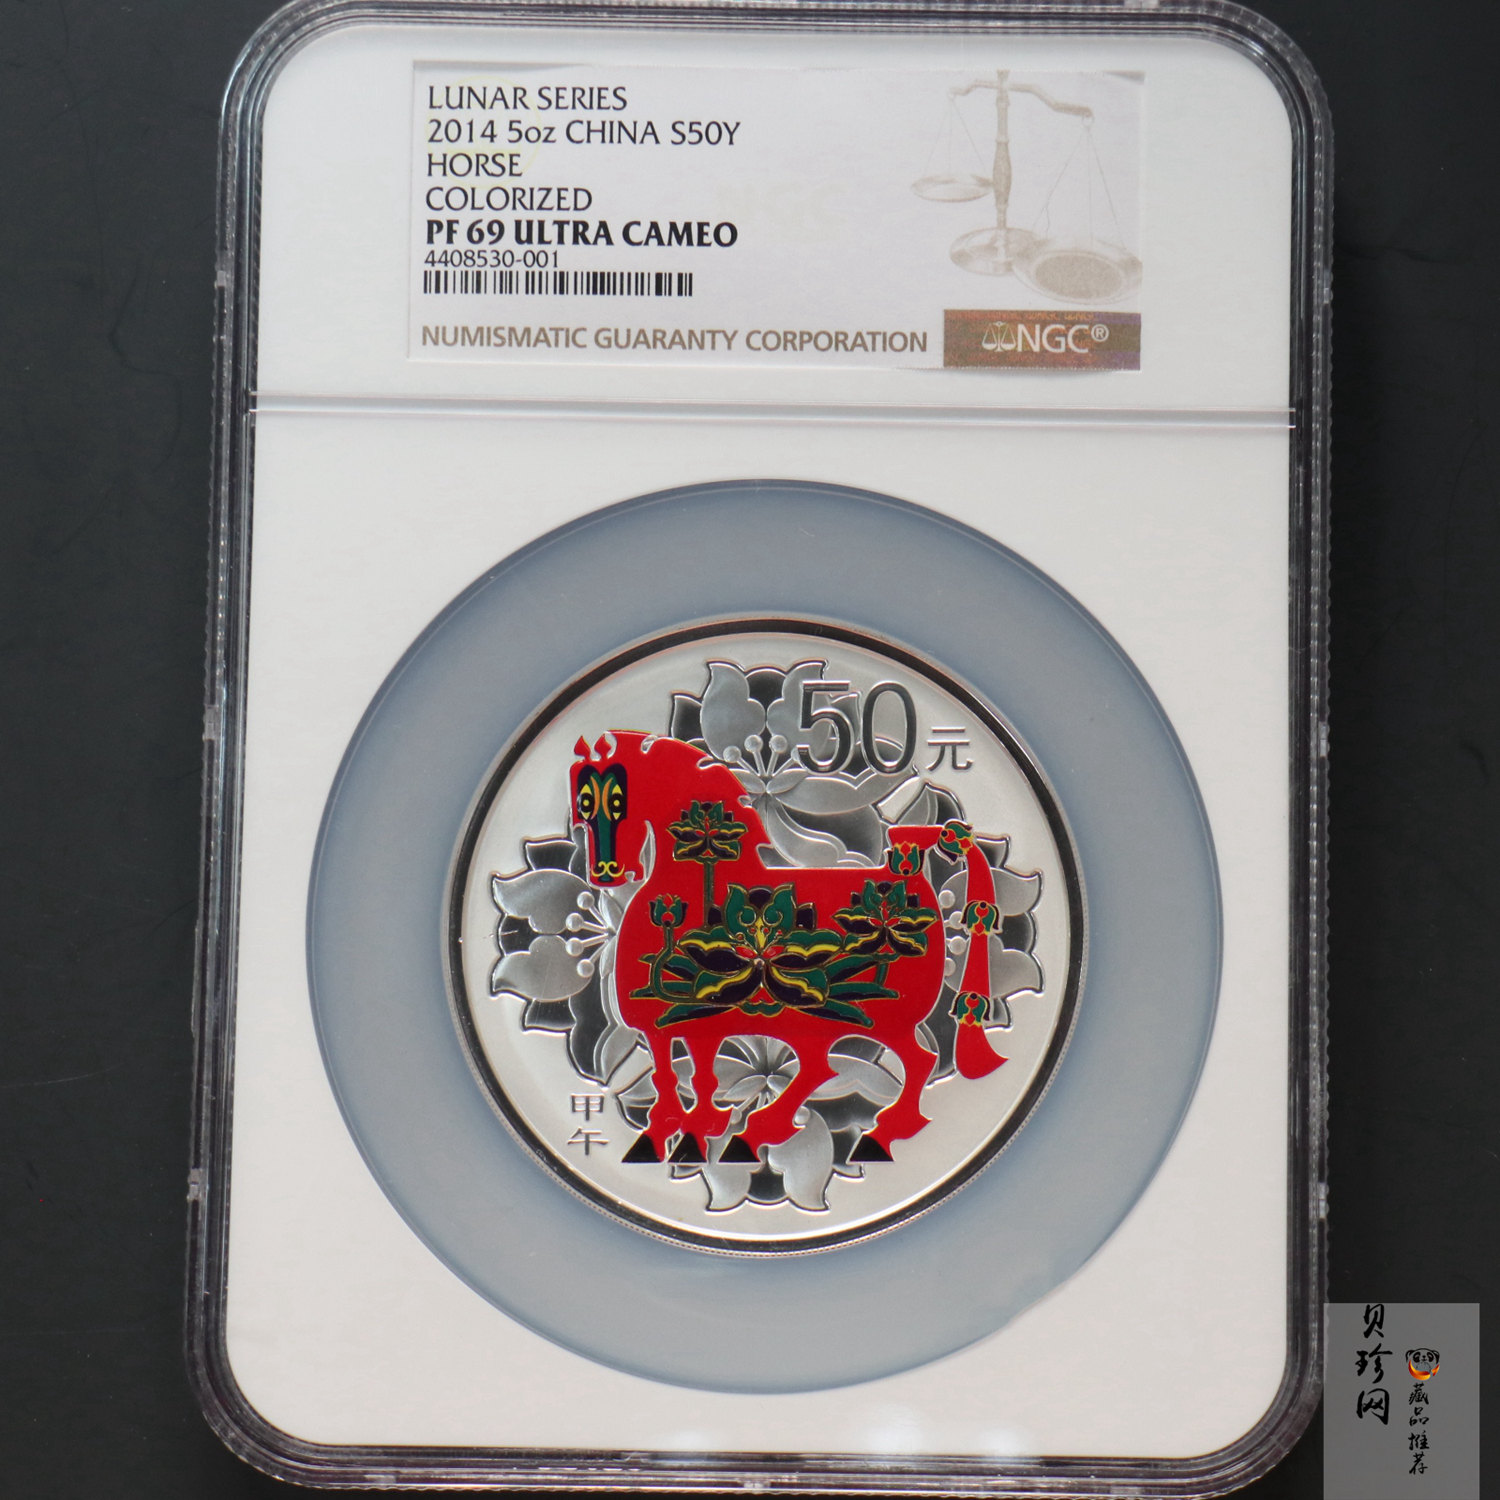 LUNAR SERIES
2014 5oz CHINA S50Y
HORSE
COLORIZED
PF 69 ULTRA CAMEO
4408530-001
NUMISMATIC GUARANTY CORPORATION
NGC®
50元
甲
午
贝珍网
藏品推荐